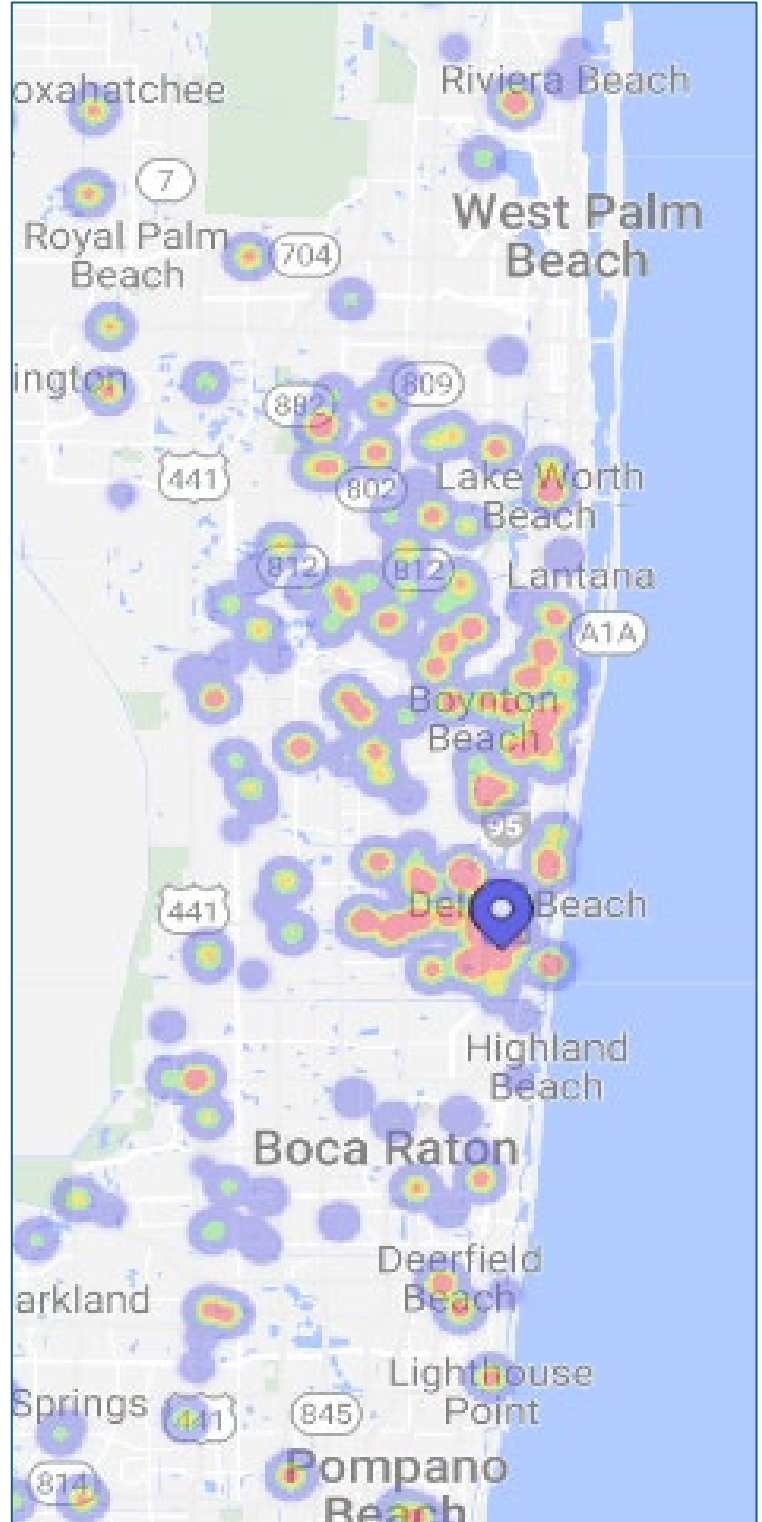 Riviera Beach
oxahatchee
7
West Palm
Beach
Royal Palm
Beach
704
ington
809
882
441
Lake Worth
Beach
802
812
812
Lantana
A1A
Boynton
Beach
95
441
Del Beach
Highland
Beach
Boca Raton
Deerfield
Beach
arkland
Lighthouse
Point
Springs
441
845
Pompano
Beach
814